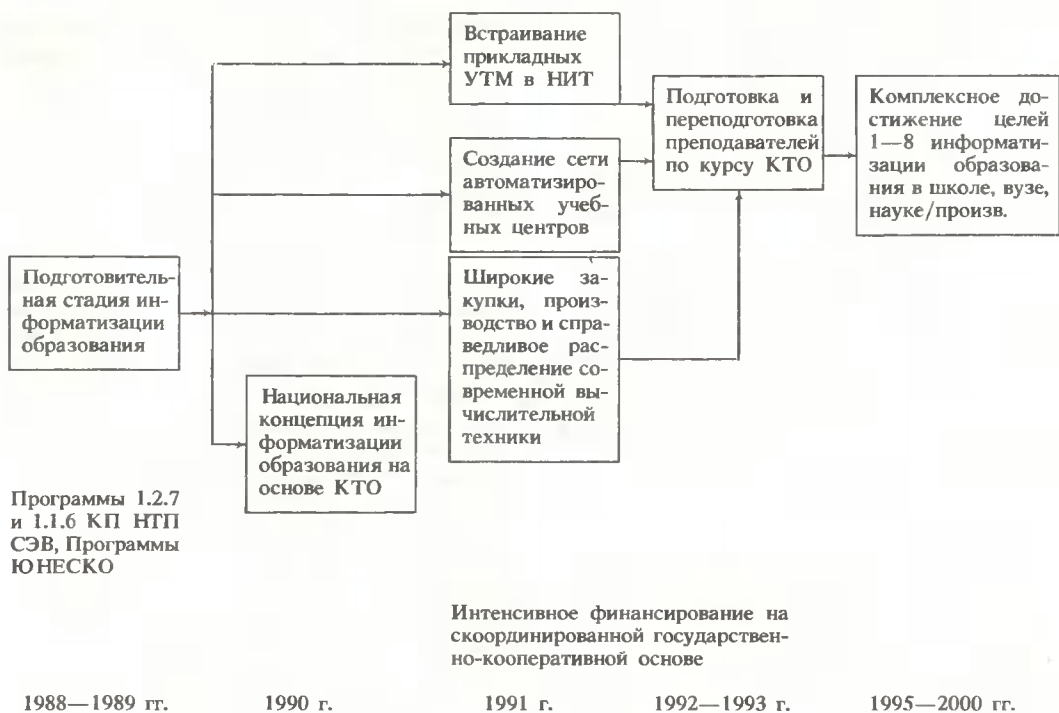 Встраивание
прикладных
УТМ в НИТ
Подготовка и
переподготовка
преподавателей
по курсу КТО
Комплексное до-
стижение целей
1—8 информати-
зации образова-
ния в школе, вузе,
науке/произв.
Создание сети
автоматизиро-
ванных учеб-
ных центров
Подготовитель-
ная стадия ин-
форматизации
образования
Широкие за-
купки, произ-
водство и спра-
ведливое рас-
пределение со-
временной вы-
числительной
техники
Национальная
концепция ин-
форматизации
образования на
основе КТО
Программы 1.2.7
и 1.1.6 КП НТП
СЭВ, Программы
ЮНЕСКО
Интенсивное финансирование на
скоординированной государствен-
но-кооперативной основе
1988—1989 гг. 1990 г. 1991 г. 1992—1993 гг. 1995—2000 гг.